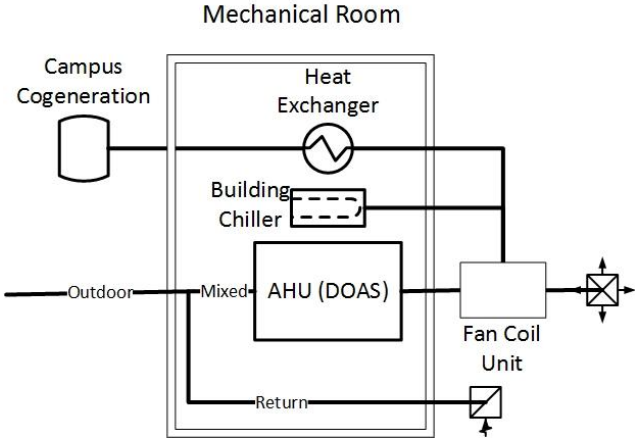 Mechanical Room
Campus
Cogeneration
Heat
Exchanger
Building
Chiller
Outdoor
Mixed
AHU (DOAS)
Fan Coil
Unit
Return